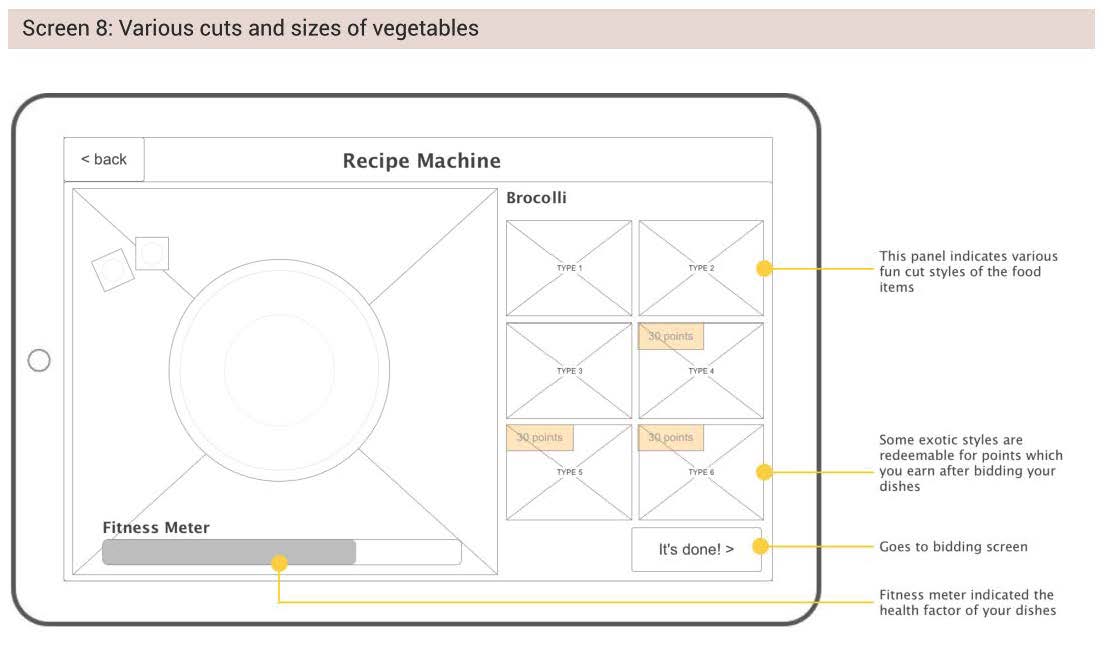 Screen 8: Various cuts and sizes of vegetables
< back
Recipe Machine
Brocolli
TYPE 1
TYPE 2
This panel indicates various
fun cut styles of the food
items
TYPE 3
30 points
TYPE 4
30 points
TYPE 5
30 points
TYPE 6
Some exotic styles are
redeemable for points which
you earn after bidding your
dishes
Fitness Meter
It's done! >
Goes to bidding screen
Fitness meter indicated the
health factor of your dishes